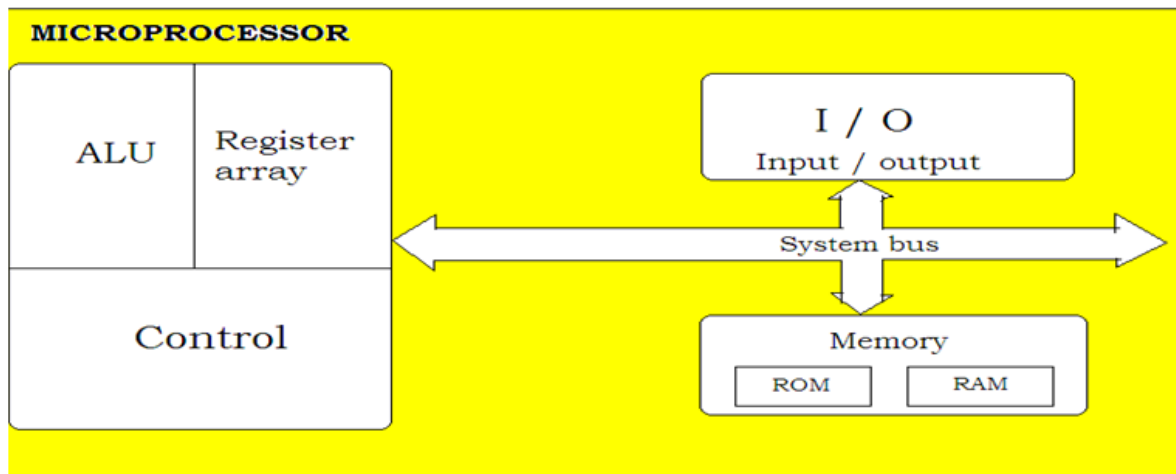 MICROPROCESSOR
ALU
Register
array
Control
I / O
Input / output
System bus
Memory
ROM
RAM